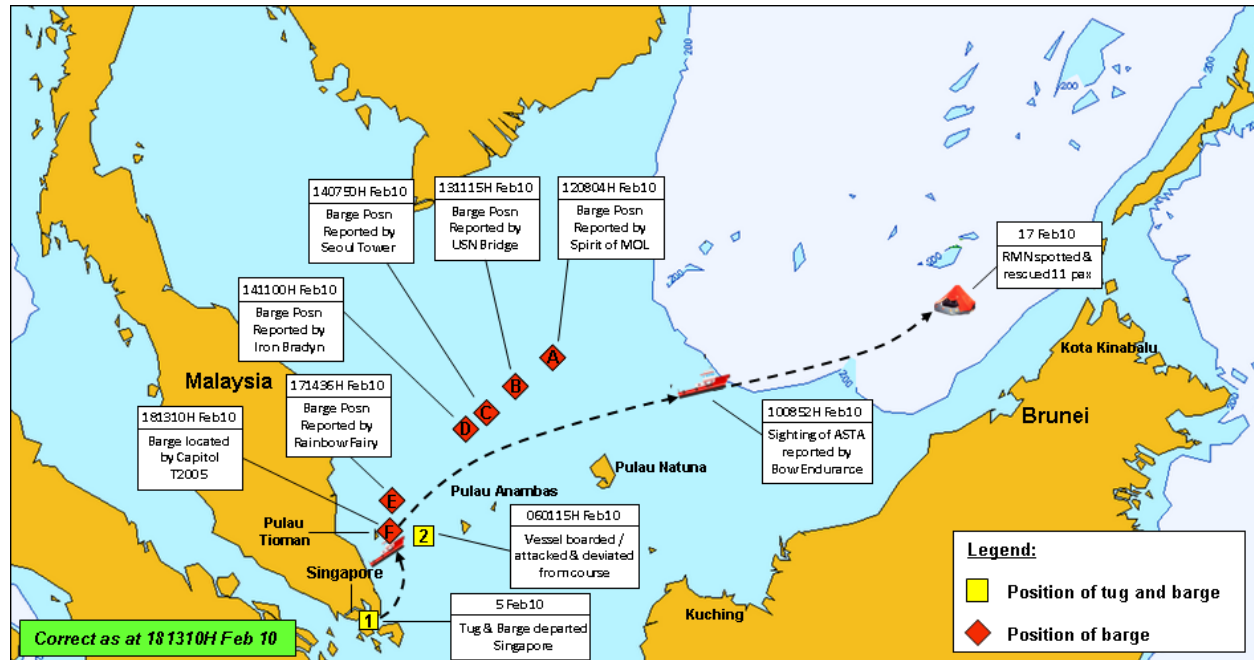 140750H Feb10
Barge Posn
Reported by
Seoul Tower
131115H Feb10
Barge Posn
Reported by
USN Bridge
120804H Feb10
Barge Posn
Reported by
Spirit of MOL
17 Feb10
RMN spotted &
rescued 11 pax
141100H Feb10
Barge Posn
Reported by
Iron Bradyn
171436H Feb10
Barge Posn
Reported by
Rainbow Fairy
181310H Feb10
Barge located
by Capitol
T2005
100852H Feb10
Sighting of ASTA
reported by
Bow Endurance
060115H Feb10
Vessel boarded /
attacked & deviated
from course
5 Feb10
Tug & Barge departed
Singapore
200
200
200
200
200
200
A
B
C
D
E
F
2
1
Malaysia
Kota Kinabalu
Brunei
Pulau Natuna
Pulau Anambas
Pulau
Tioman
Singapore
Kuching
Legend:
Position of tug and barge
Position of barge
Correct as at 181310H Feb 10